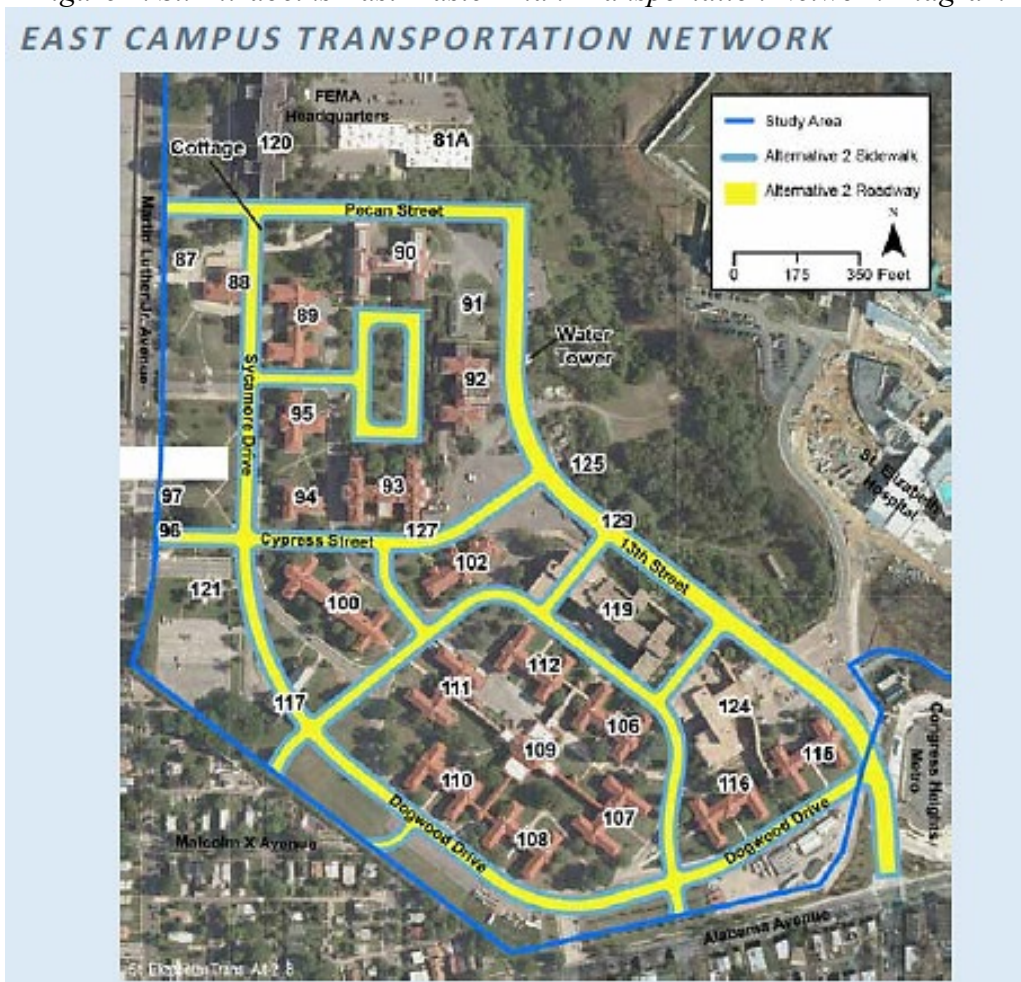 EAST CAMPUS TRANSPORTATION NETWORK
FEMA
Headquarters
Cottage
120
81A
Study Area
Alternative 2 Sidewalk
Alternative 2 Roadway
N
0 175 350 Feet
Pecan Street
Martin Luther Jr. Avenue
87
88
89
90
91
92
Water
Tower
Sycamore Drive
95
94
93
125
St. Elizabeth
Hospital
97
96
Cypress Street
127
129
13th Street
102
121
100
119
117
111
112
106
109
124
115
110
116
107
108
Dogwood Drive
Dogwood Drive
Congress Heights
Metro
Malcolm X Avenue
Alabama Avenue